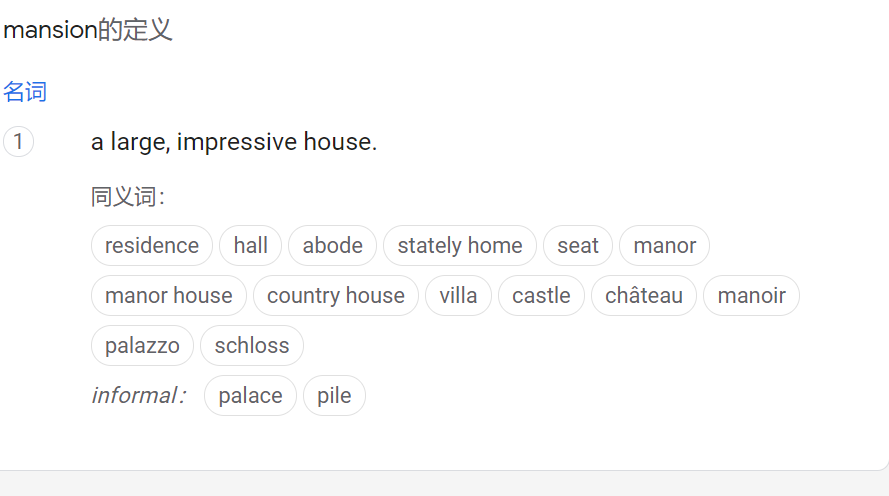 mansion的定义
名词
1 a large, impressive house.
同义词：
residence hall abode stately home seat manor
manor house country house villa castle château manoir
palazzo schloss
informal： palace pile